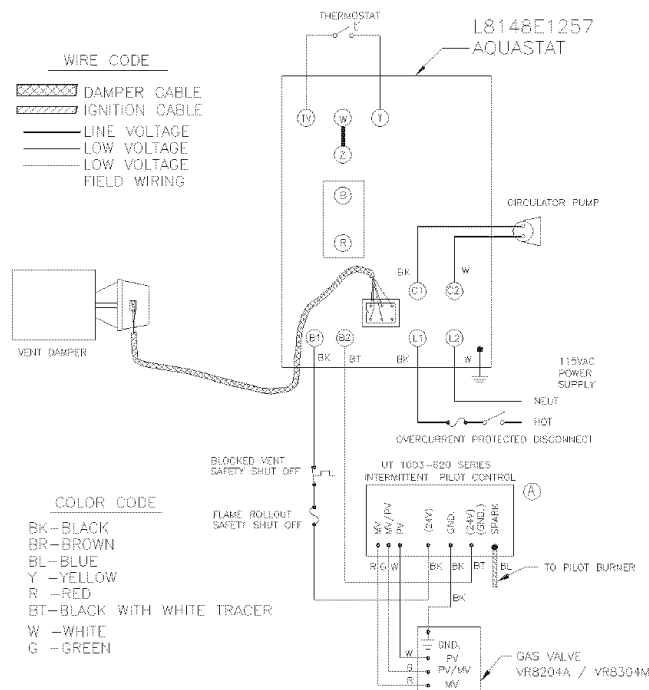 THERMOSTAT
L8148E1257
AQUASTAT
WIRE CODE
DAMPER CABLE
IGNITION CABLE
LINE VOLTAGE
LOW VOLTAGE
LOW VOLTAGE
FIELD WIRING
TV
W
T
Z
B
R
CIRCULATOR PUMP
BK
W
C1
C2
VENT DAMPER
B1
B2
L1
L2
BK
BT
BK
W
115VAC
POWER
SUPPLY
NEUT
HOT
OVERCURRENT PROTECTED DISCONNECT
BLOCKED VENT
SAFETY SHUT OFF
UT 1003-620 SERIES
INTERMITTENT PILOT CONTROL
A
FLAME ROLLOUT
SAFETY SHUT OFF
MV
MV/PV
PV
(24V)
GND.
(24V)
(GND.)
SPARK
COLOR CODE
BK-BLACK
BR-BROWN
BL-BLUE
Y -YELLOW
R -RED
BT-BLACK WITH WHITE TRACER
W -WHITE
G -GREEN
R
G
W
BK
BK
BT
BL
TO PILOT BURNER
BK
GND.
W
PV
G
PV/MV
R
MV
GAS VALVE
VR8204A / VR8304M